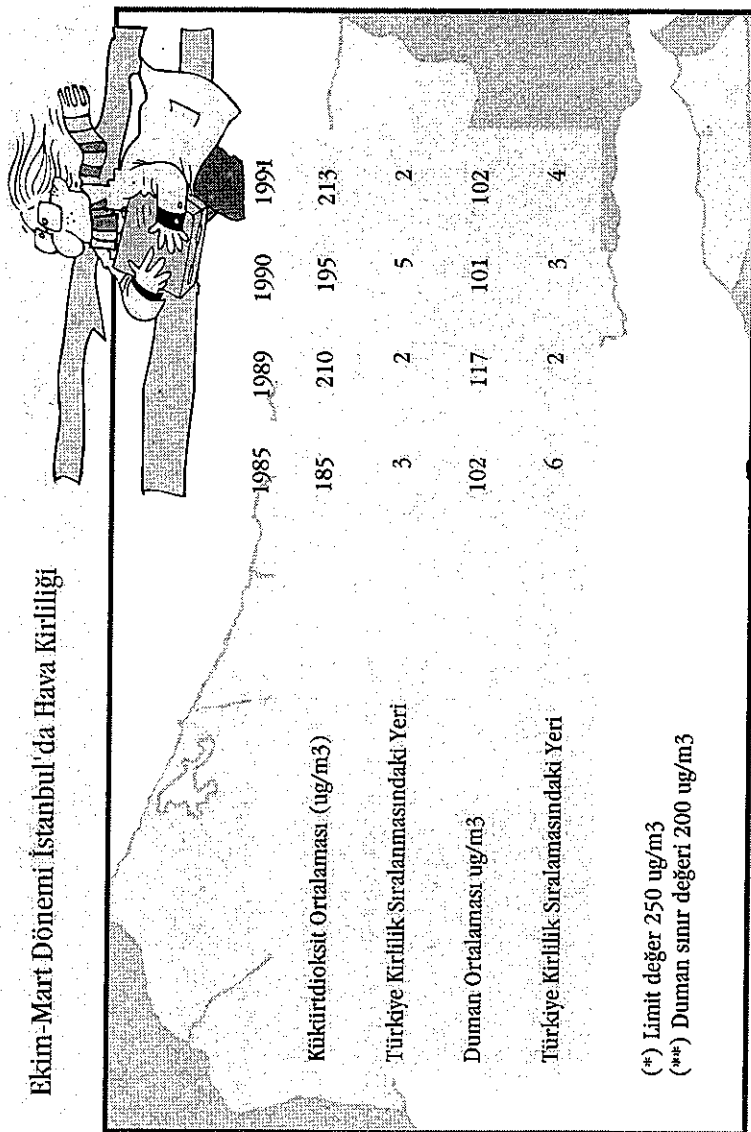 Ekim-Mart Dönemi İstanbul'da Hava Kirliliği
1985 1989 1990 1991
Kükürtdioksit Ortalaması (ug/m3) 185 210 195 213
Türkiye Kirlilik Sıralanmasındaki Yeri 3 2 5 2
Duman Ortalaması ug/m3 102 117 101 102
Türkiye Kirlilik Sıralamasındaki Yeri 6 2 3 4
(*) Limit değer 250 ug/m3
(**) Duman sınır değeri 200 ug/m3